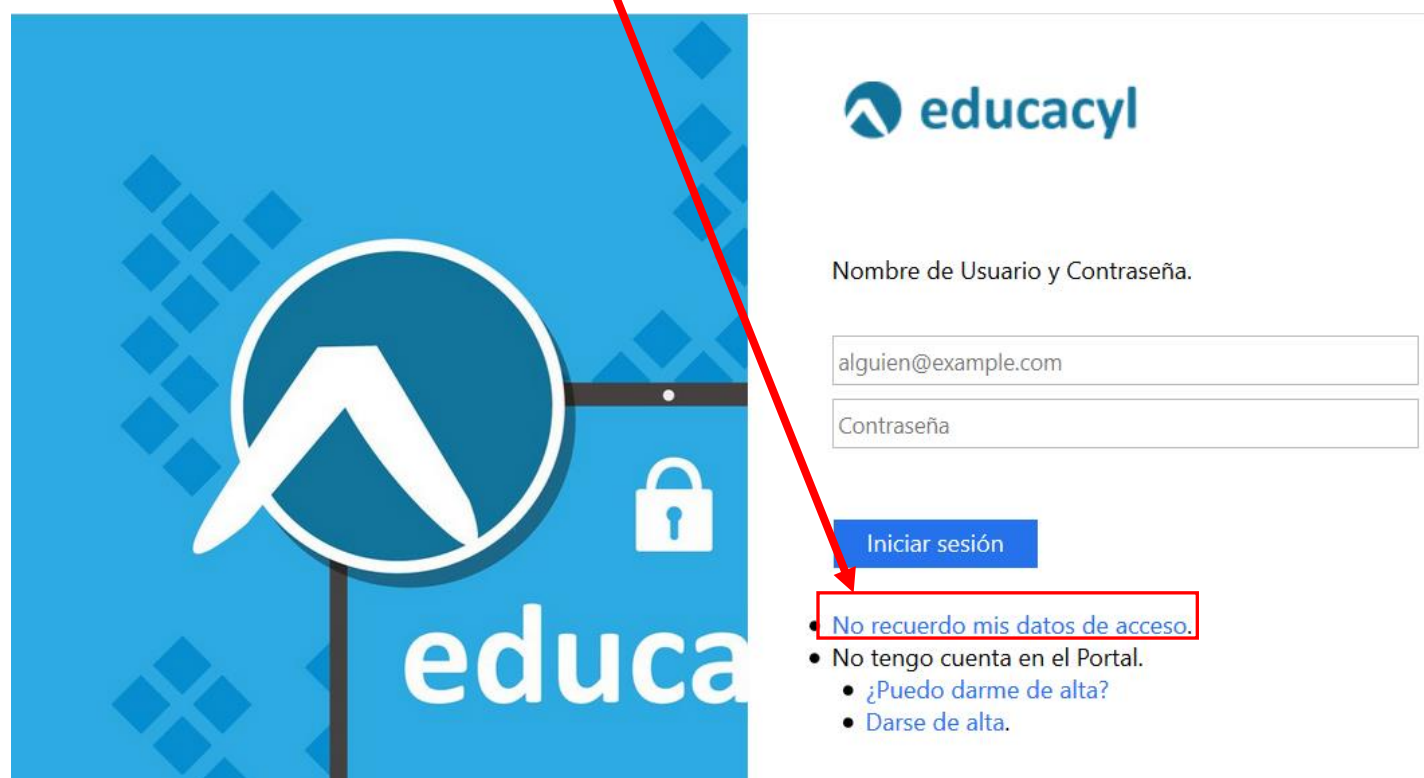 educacyl
Nombre de Usuario y Contraseña.
alguien@example.com
Contraseña
Iniciar sesión
No recuerdo mis datos de acceso.
No tengo cuenta en el Portal.
¿Puedo darme de alta?
Darse de alta.
educa